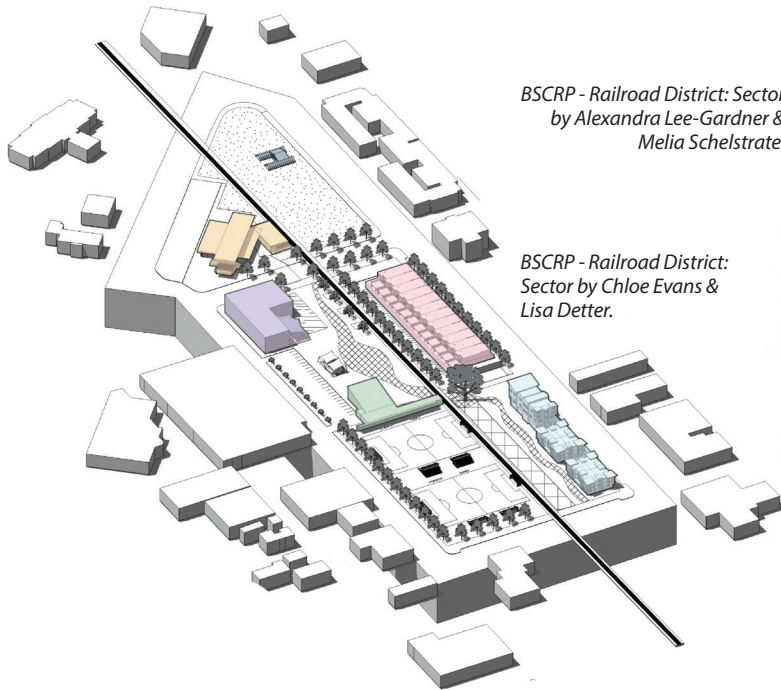 BSCRP - Railroad District: Sector
by Alexandra Lee-Gardner &
Melia Schelstrate
BSCRP - Railroad District:
Sector by Chloe Evans &
Lisa Detter.